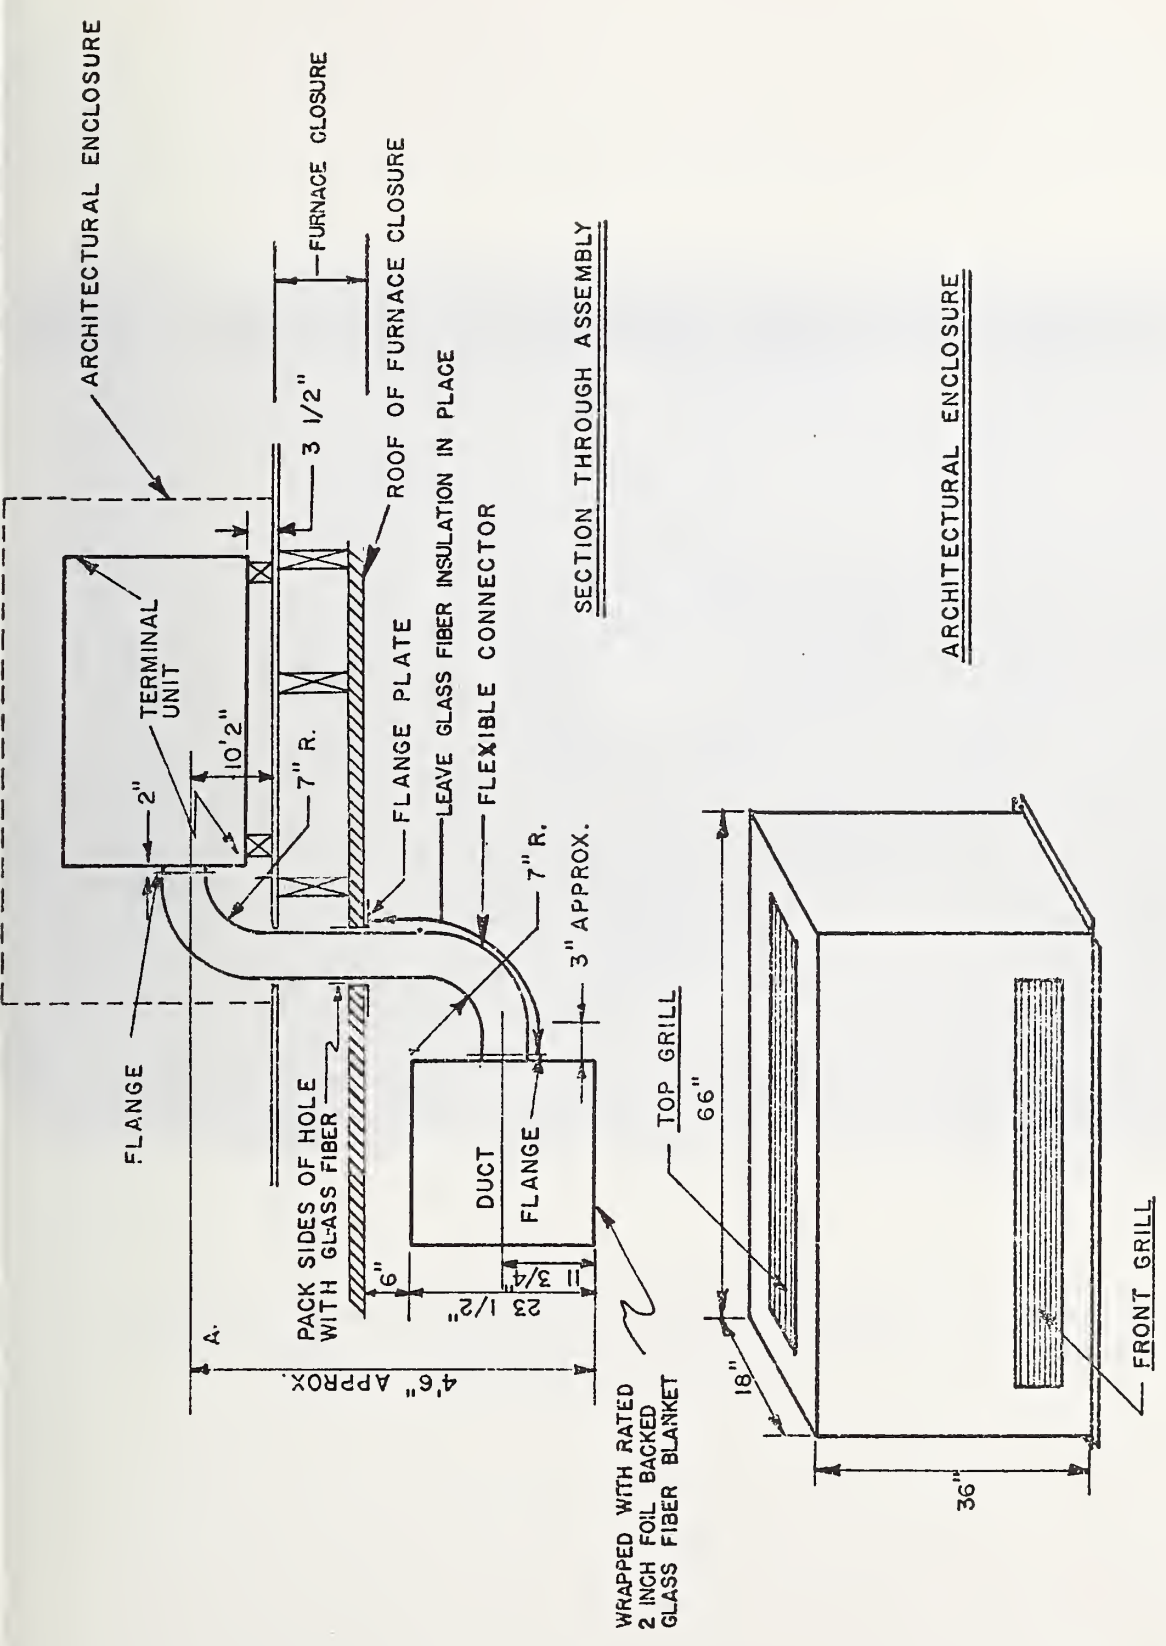 ARCHITECTURAL ENCLOSURE
FURNACE CLOSURE
3 1/2"
ROOF OF FURNACE CLOSURE
TERMINAL
UNIT
2"
10'2"
7" R.
FLANGE
FLANGE PLATE
LEAVE GLASS FIBER INSULATION IN PLACE
FLEXIBLE CONNECTOR
7" R.
3" APPROX.
PACK SIDES OF HOLE
WITH GLASS FIBER
A.
6"
DUCT
FLANGE
11 3/4"
23 1/2"
4'6" APPROX.
WRAPPED WITH RATED
2 INCH FOIL BACKED
GLASS FIBER BLANKET
SECTION THROUGH ASSEMBLY
TOP GRILL
66"
18"
36"
FRONT GRILL
ARCHITECTURAL ENCLOSURE